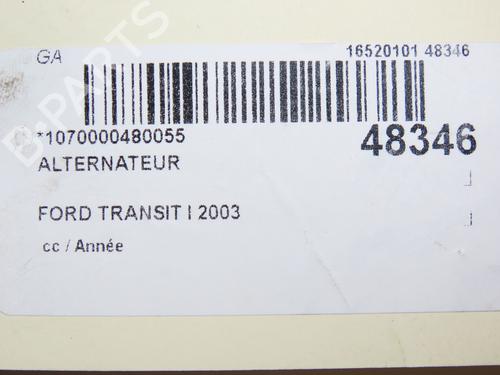 GA
16520101 48346
*1070000480055
48346
ALTERNATEUR
FORD TRANSIT I 2003
cc / Année
B-PARTS